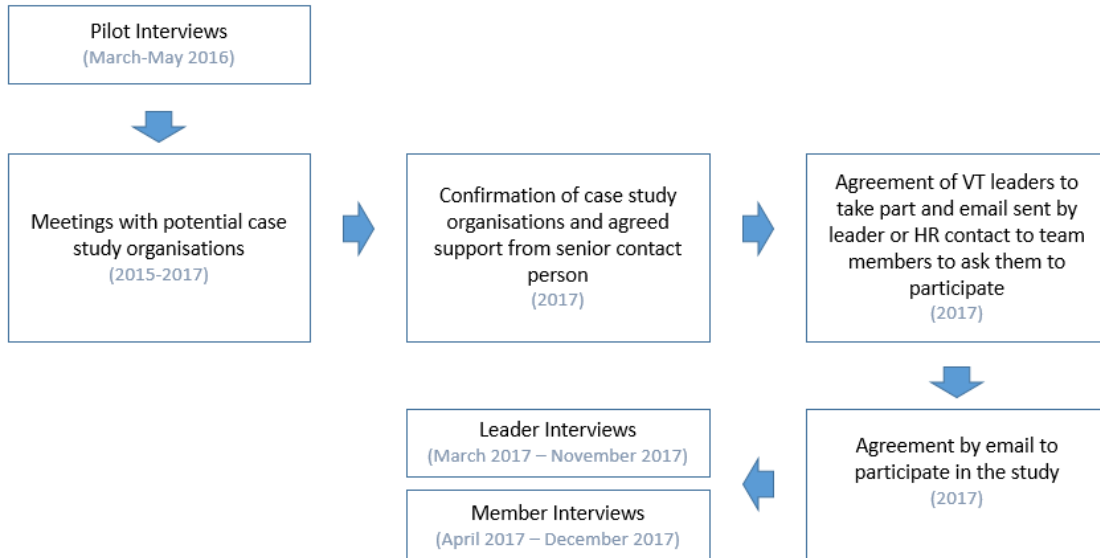 Pilot Interviews
(March-May 2016)
Meetings with potential case
study organisations
(2015-2017)
Confirmation of case study
organisations and agreed
support from senior contact
person
(2017)
Agreement of VT leaders to
take part and email sent by
leader or HR contact to team
members to ask them to
participate
(2017)
Agreement by email to
participate in the study
(2017)
Leader Interviews
(March 2017 – November 2017)
Member Interviews
(April 2017 – December 2017)